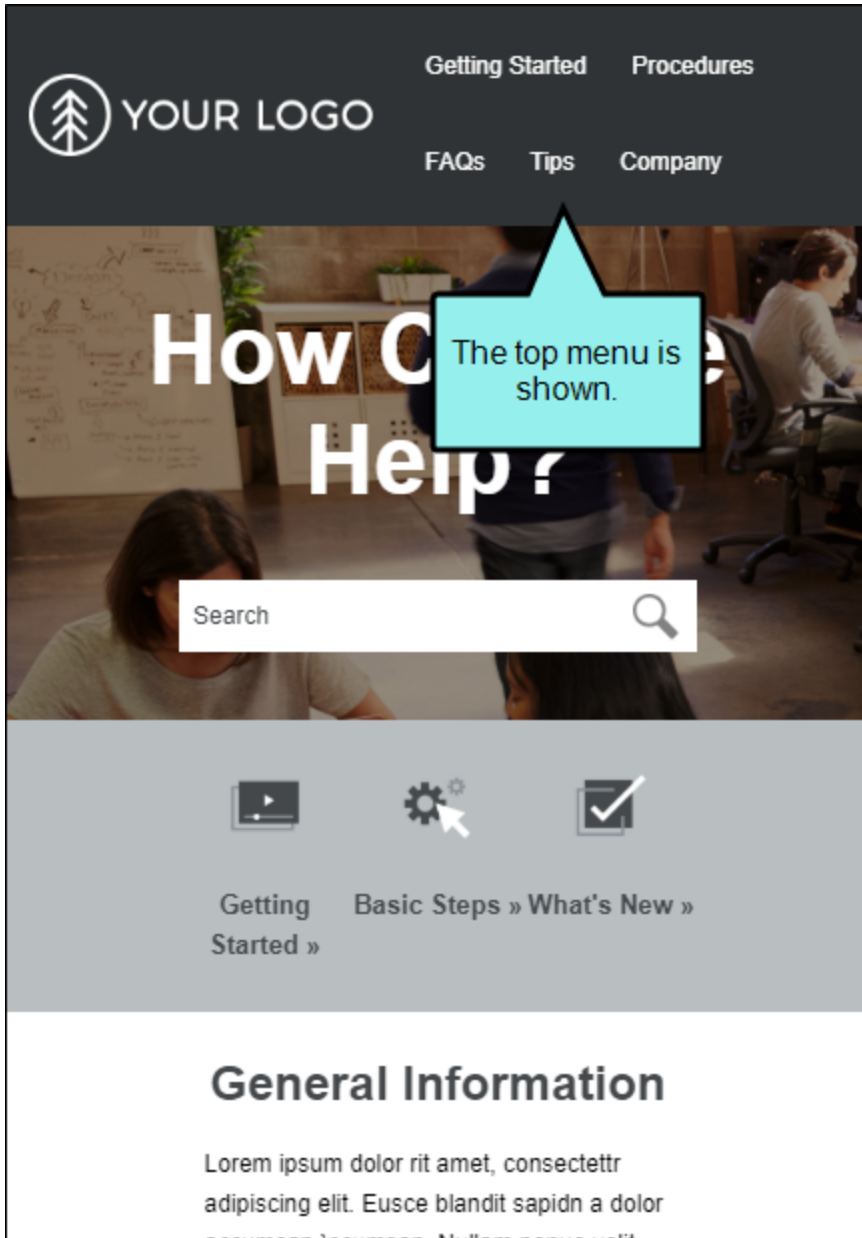 YOUR LOGO
Getting Started Procedures
FAQs Tips Company
The top menu is
shown.
How
Help?
Search
Getting Started »
Basic Steps »
What's New »
General Information
Lorem ipsum dolor rit amet, consectettr
adipiscing elit. Eusce blandit sapidn a dolor